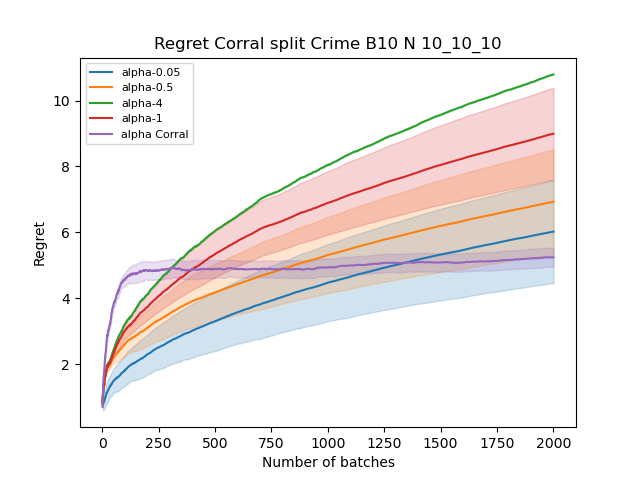 Regret Corral split Crime B10 N 10_10_10
alpha-0.05
alpha-0.5
alpha-4
alpha-1
alpha Corral
10
8
6
4
2
Regret
0 250 500 750 1000 1250 1500 1750 2000
Number of batches